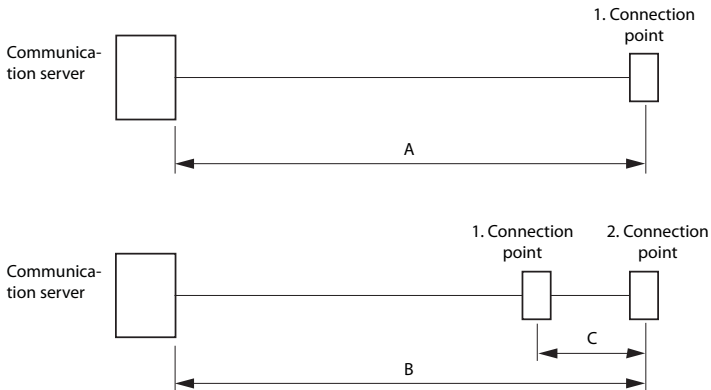 1. Connection
point
Communica-
tion server
A
1. Connection
point
2. Connection
point
Communica-
tion server
C
B